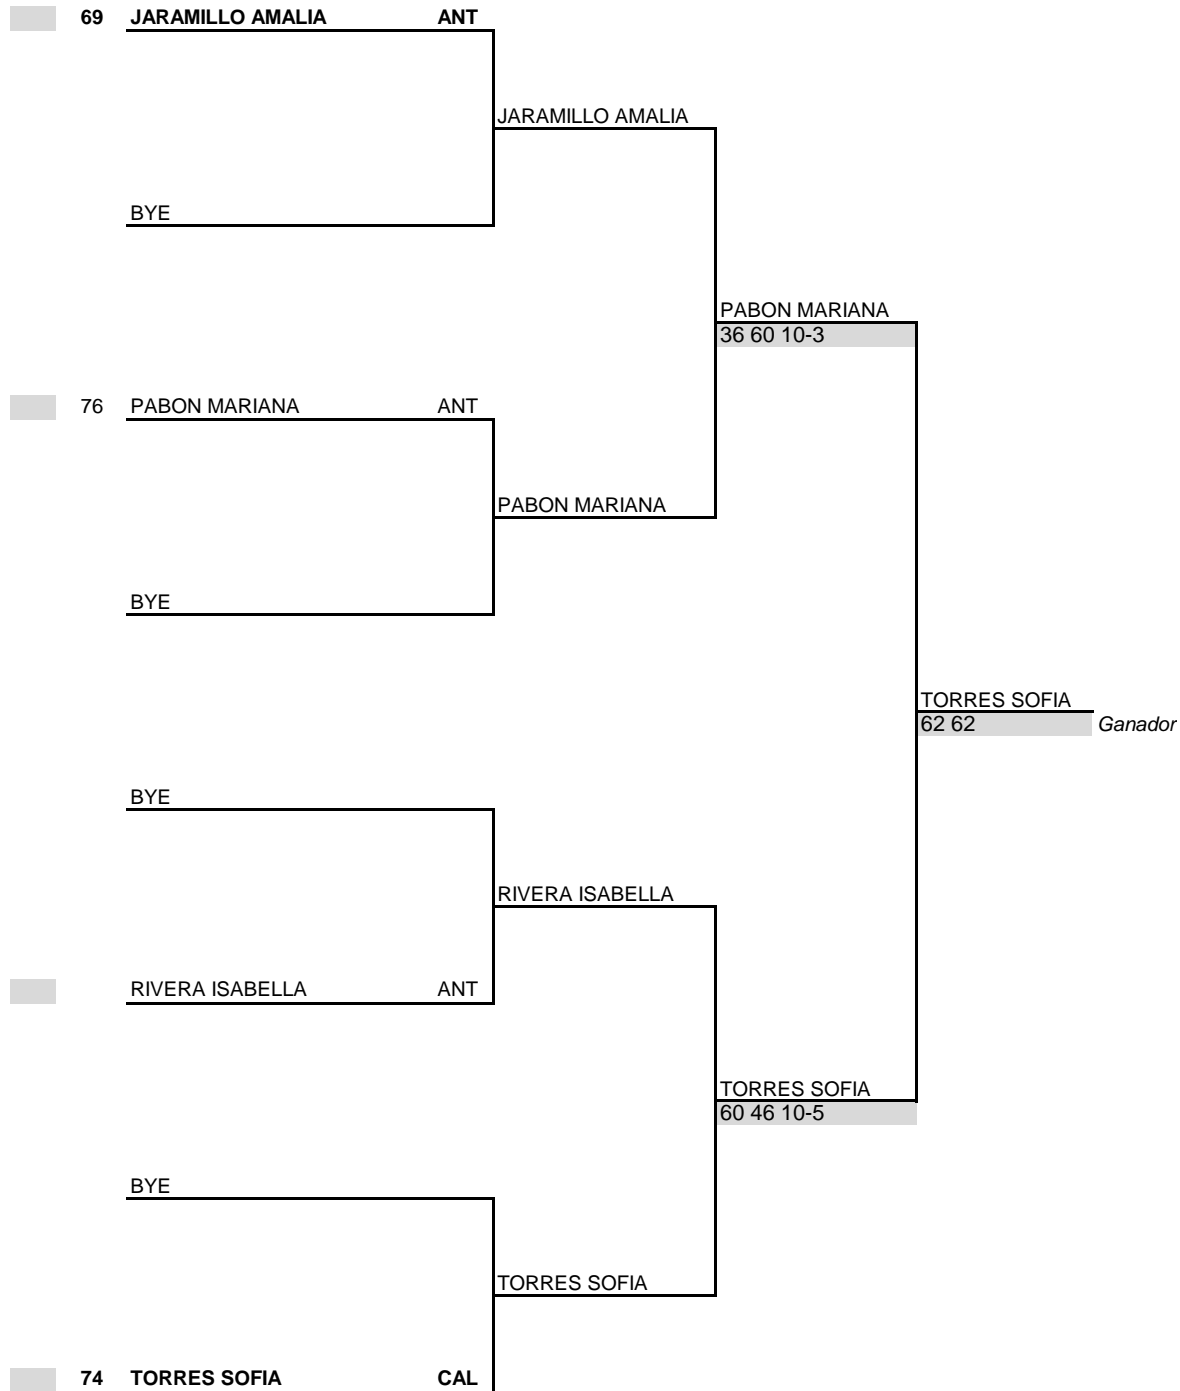 69 JARAMILLO AMALIA ANT
JARAMILLO AMALIA
BYE
PABON MARIANA
36 60 10-3
76 PABON MARIANA ANT
PABON MARIANA
BYE
TORRES SOFIA
62 62 Ganador
BYE
RIVERA ISABELLA
RIVERA ISABELLA ANT
TORRES SOFIA
60 46 10-5
BYE
TORRES SOFIA
74 TORRES SOFIA CAL